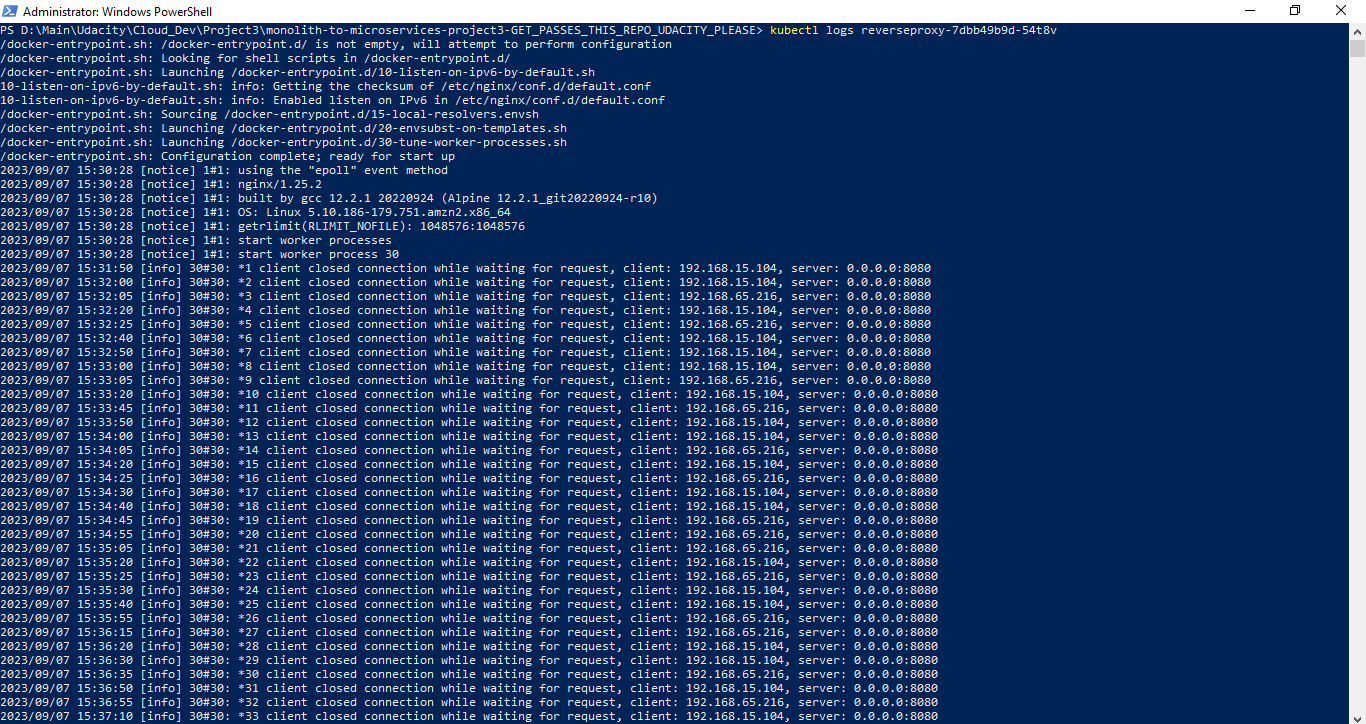 Administrator: Windows PowerShell
PS D:\Main\Udacity\Cloud_Dev\Project3\monolith-to-microservices-project3-GET_PASSES_THIS_REPO_UDACITY_PLEASE> kubectl logs reverseproxy-7dbb49b9d-54t8v
/docker-entrypoint.sh: /docker-entrypoint.d/ is not empty, will attempt to perform configuration
/docker-entrypoint.sh: Looking for shell scripts in /docker-entrypoint.d/
/docker-entrypoint.sh: Launching /docker-entrypoint.d/10-listen-on-ipv6-by-default.sh
10-listen-on-ipv6-by-default.sh: info: Getting the checksum of /etc/nginx/conf.d/default.conf
10-listen-on-ipv6-by-default.sh: info: Enabled listen on IPv6 in /etc/nginx/conf.d/default.conf
/docker-entrypoint.sh: Sourcing /docker-entrypoint.d/15-local-resolvers.envsh
/docker-entrypoint.sh: Launching /docker-entrypoint.d/20-envsubst-on-templates.sh
/docker-entrypoint.sh: Launching /docker-entrypoint.d/30-tune-worker-processes.sh
/docker-entrypoint.sh: Configuration complete; ready for start up
2023/09/07 15:30:28 [notice] 1#1: using the "epoll" event method
2023/09/07 15:30:28 [notice] 1#1: nginx/1.25.2
2023/09/07 15:30:28 [notice] 1#1: built by gcc 12.2.1 20220924 (Alpine 12.2.1_git20220924-r10)
2023/09/07 15:30:28 [notice] 1#1: OS: Linux 5.10.186-179.751.amzn2.x86_64
2023/09/07 15:30:28 [notice] 1#1: getrlimit(RLIMIT_NOFILE): 1048576:1048576
2023/09/07 15:30:28 [notice] 1#1: start worker processes
2023/09/07 15:30:28 [notice] 1#1: start worker process 30
2023/09/07 15:31:50 [info] 30#30: *1 client closed connection while waiting for request, client: 192.168.15.104, server: 0.0.0.0:8080
2023/09/07 15:32:00 [info] 30#30: *2 client closed connection while waiting for request, client: 192.168.15.104, server: 0.0.0.0:8080
2023/09/07 15:32:05 [info] 30#30: *3 client closed connection while waiting for request, client: 192.168.65.216, server: 0.0.0.0:8080
2023/09/07 15:32:20 [info] 30#30: *4 client closed connection while waiting for request, client: 192.168.15.104, server: 0.0.0.0:8080
2023/09/07 15:32:25 [info] 30#30: *5 client closed connection while waiting for request, client: 192.168.65.216, server: 0.0.0.0:8080
2023/09/07 15:32:40 [info] 30#30: *6 client closed connection while waiting for request, client: 192.168.15.104, server: 0.0.0.0:8080
2023/09/07 15:32:50 [info] 30#30: *7 client closed connection while waiting for request, client: 192.168.15.104, server: 0.0.0.0:8080
2023/09/07 15:33:00 [info] 30#30: *8 client closed connection while waiting for request, client: 192.168.15.104, server: 0.0.0.0:8080
2023/09/07 15:33:05 [info] 30#30: *9 client closed connection while waiting for request, client: 192.168.65.216, server: 0.0.0.0:8080
2023/09/07 15:33:20 [info] 30#30: *10 client closed connection while waiting for request, client: 192.168.15.104, server: 0.0.0.0:8080
2023/09/07 15:33:45 [info] 30#30: *11 client closed connection while waiting for request, client: 192.168.65.216, server: 0.0.0.0:8080
2023/09/07 15:33:50 [info] 30#30: *12 client closed connection while waiting for request, client: 192.168.15.104, server: 0.0.0.0:8080
2023/09/07 15:34:00 [info] 30#30: *13 client closed connection while waiting for request, client: 192.168.15.104, server: 0.0.0.0:8080
2023/09/07 15:34:05 [info] 30#30: *14 client closed connection while waiting for request, client: 192.168.65.216, server: 0.0.0.0:8080
2023/09/07 15:34:20 [info] 30#30: *15 client closed connection while waiting for request, client: 192.168.15.104, server: 0.0.0.0:8080
2023/09/07 15:34:25 [info] 30#30: *16 client closed connection while waiting for request, client: 192.168.65.216, server: 0.0.0.0:8080
2023/09/07 15:34:30 [info] 30#30: *17 client closed connection while waiting for request, client: 192.168.15.104, server: 0.0.0.0:8080
2023/09/07 15:34:40 [info] 30#30: *18 client closed connection while waiting for request, client: 192.168.15.104, server: 0.0.0.0:8080
2023/09/07 15:34:45 [info] 30#30: *19 client closed connection while waiting for request, client: 192.168.65.216, server: 0.0.0.0:8080
2023/09/07 15:34:55 [info] 30#30: *20 client closed connection while waiting for request, client: 192.168.65.216, server: 0.0.0.0:8080
2023/09/07 15:35:05 [info] 30#30: *21 client closed connection while waiting for request, client: 192.168.65.216, server: 0.0.0.0:8080
2023/09/07 15:35:20 [info] 30#30: *22 client closed connection while waiting for request, client: 192.168.15.104, server: 0.0.0.0:8080
2023/09/07 15:35:25 [info] 30#30: *23 client closed connection while waiting for request, client: 192.168.65.216, server: 0.0.0.0:8080
2023/09/07 15:35:30 [info] 30#30: *24 client closed connection while waiting for request, client: 192.168.15.104, server: 0.0.0.0:8080
2023/09/07 15:35:40 [info] 30#30: *25 client closed connection while waiting for request, client: 192.168.15.104, server: 0.0.0.0:8080
2023/09/07 15:35:55 [info] 30#30: *26 client closed connection while waiting for request, client: 192.168.65.216, server: 0.0.0.0:8080
2023/09/07 15:36:15 [info] 30#30: *27 client closed connection while waiting for request, client: 192.168.65.216, server: 0.0.0.0:8080
2023/09/07 15:36:20 [info] 30#30: *28 client closed connection while waiting for request, client: 192.168.15.104, server: 0.0.0.0:8080
2023/09/07 15:36:30 [info] 30#30: *29 client closed connection while waiting for request, client: 192.168.15.104, server: 0.0.0.0:8080
2023/09/07 15:36:35 [info] 30#30: *30 client closed connection while waiting for request, client: 192.168.65.216, server: 0.0.0.0:8080
2023/09/07 15:36:50 [info] 30#30: *31 client closed connection while waiting for request, client: 192.168.15.104, server: 0.0.0.0:8080
2023/09/07 15:36:55 [info] 30#30: *32 client closed connection while waiting for request, client: 192.168.65.216, server: 0.0.0.0:8080
2023/09/07 15:37:10 [info] 30#30: *33 client closed connection while waiting for request, client: 192.168.15.104, server: 0.0.0.0:8080